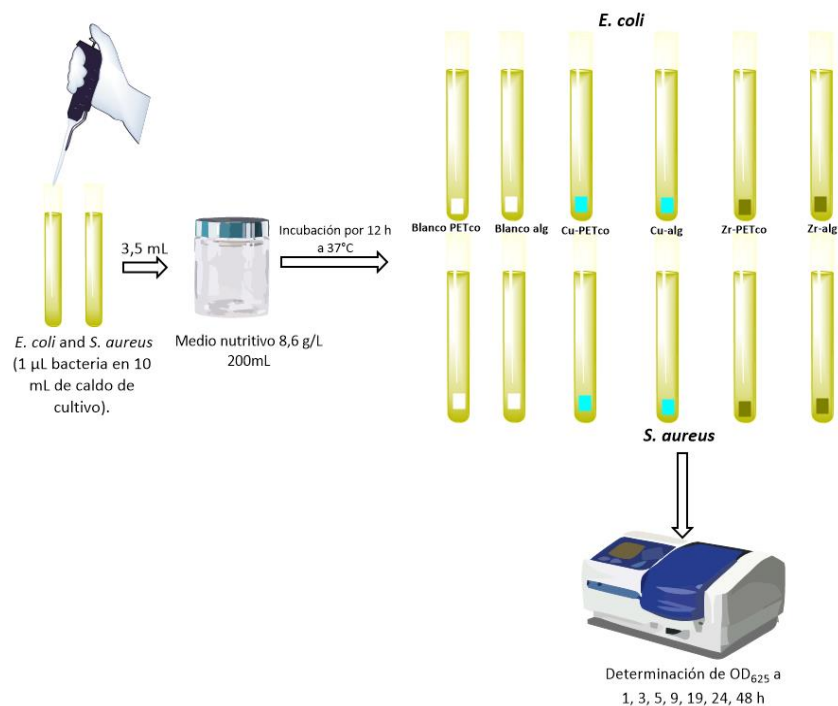 E. coli
3,5 mL
Incubación por 12 h
a 37°C
Blanco PETco
Blanco alg
Cu-PETco
Cu-alg
Zr-PETco
Zr-alg
E. coli and S. aureus
(1 µL bacteria en 10
mL de caldo de
cultivo).
Medio nutritivo 8,6 g/L
200mL
S. aureus
Determinación de OD₆₂₅ a
1, 3, 5, 9, 19, 24, 48 h